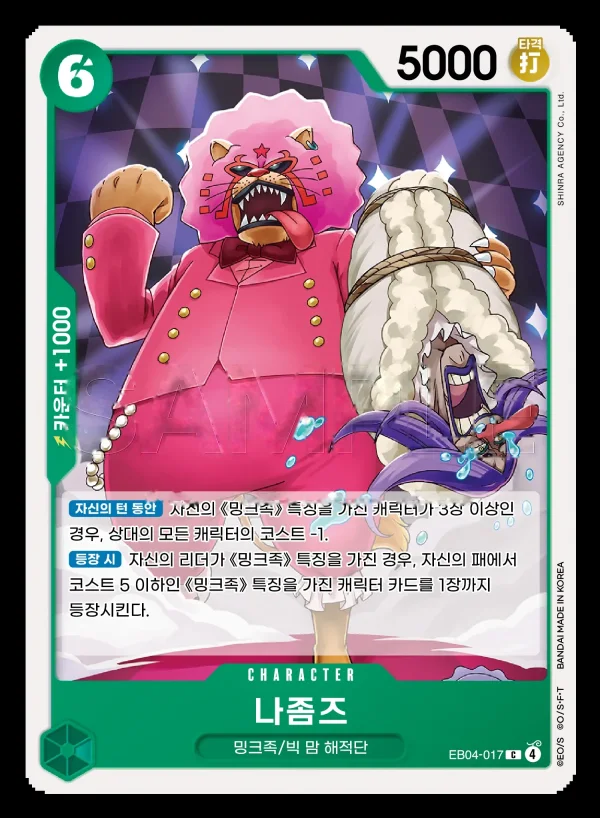 6
5000
타격
打
SHINRA AGENCY Co., Ltd.
카운터 +1000
SAMPLE
자신의 턴 동안 자신의 《밍크족》 특징을 가진 캐릭터가 3장 이상인
경우, 상대의 모든 캐릭터의 코스트 -1.
등장 시 자신의 리더가 《밍크족》 특징을 가진 경우, 자신의 패에서
코스트 5 이하인 《밍크족》 특징을 가진 캐릭터 카드를 1장까지
등장시킨다.
CHARACTER
나좀즈
밍크족/빅 맘 해적단
EB04-017 C 4
©EO/S ©O/S·F·T BANDAI MADE IN KOREA